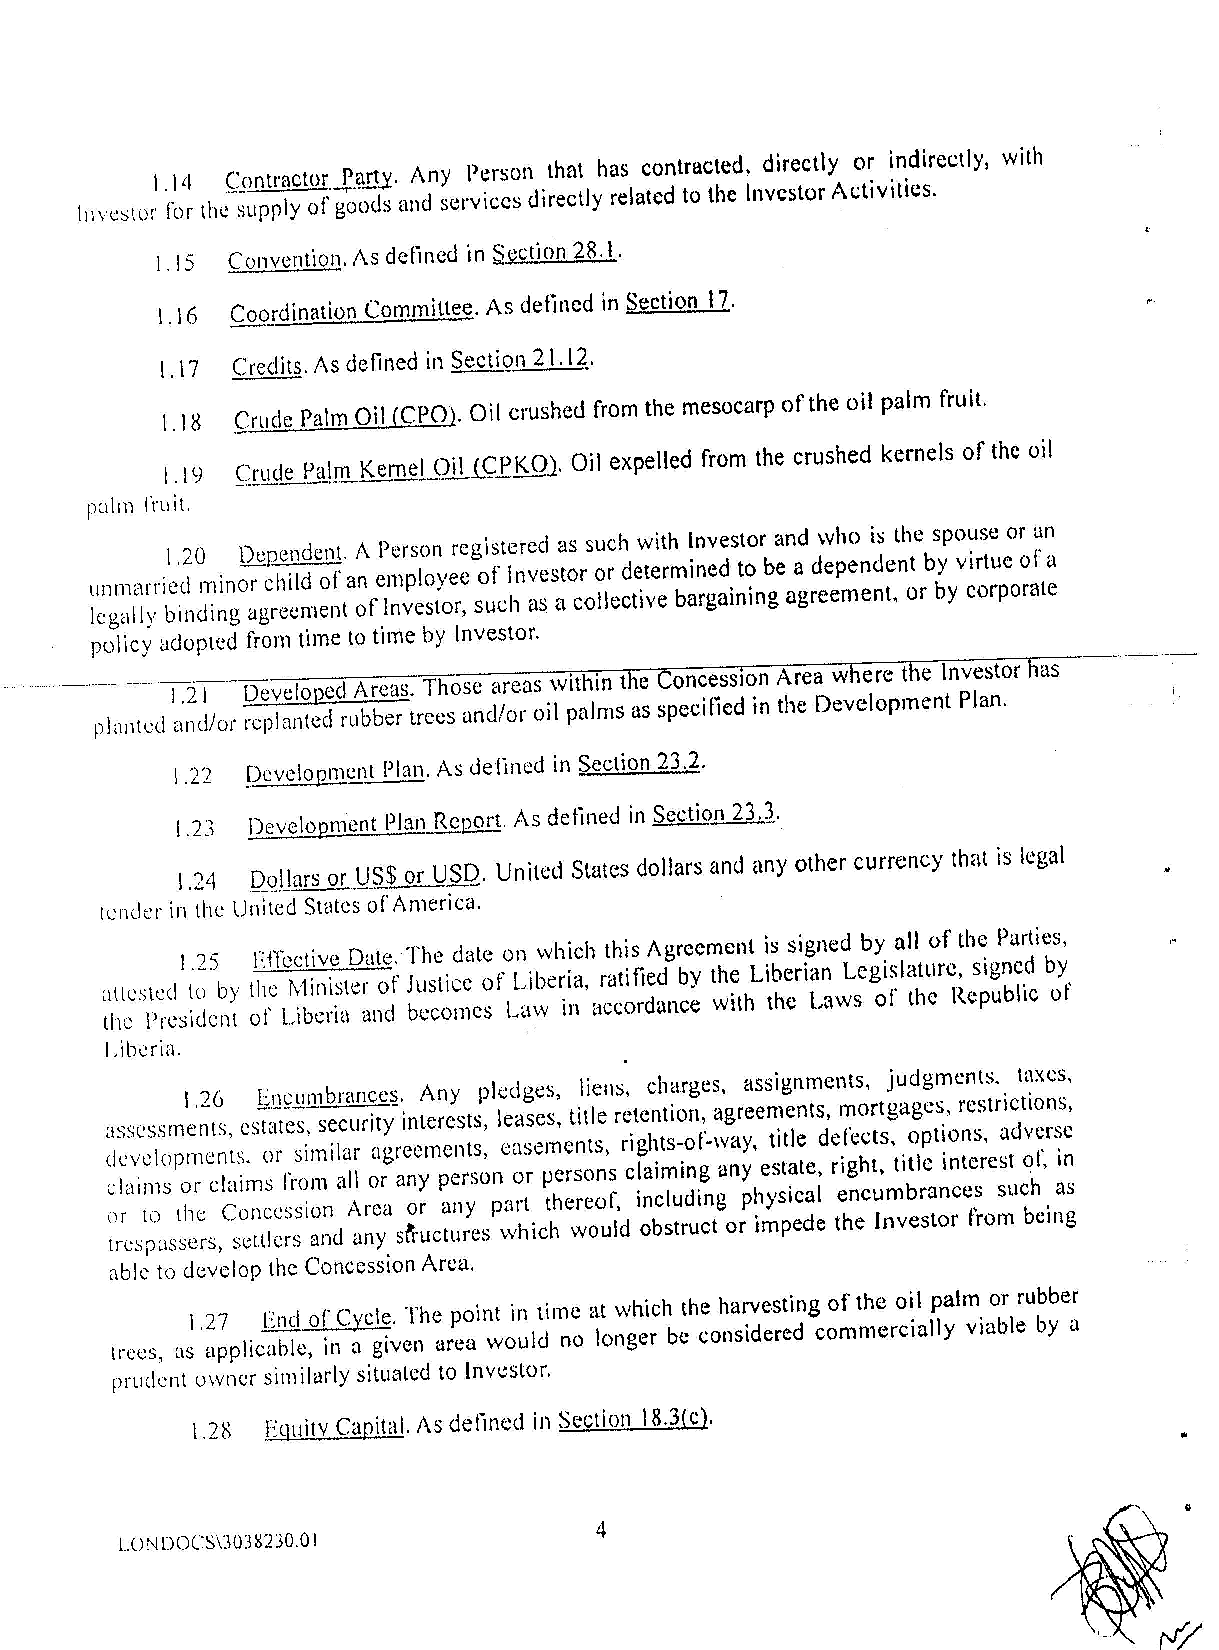 1.14 Contractor Party. Any Person that has contracted, directly or indirectly, with
Investor for the supply of goods and services directly related to the Investor Activities.
1.15 Convention. As defined in Section 28.1.
1.16 Coordination Committee. As defined in Section 17.
1.17 Credits. As defined in Section 21.12.
1.18 Crude Palm Oil (CPO). Oil crushed from the mesocarp of the oil palm fruit.
1.19 Crude Palm Kernel Oil (CPKO). Oil expelled from the crushed kernels of the oil
palm fruit.
1.20 Dependent. A Person registered as such with Investor and who is the spouse or an
unmarried minor child of an employee of Investor or determined to be a dependent by virtue of a
legally binding agreement of Investor, such as a collective bargaining agreement, or by corporate
policy adopted from time to time by Investor.
1.21 Developed Areas. Those areas within the Concession Area where the Investor has
planted and/or replanted rubber trees and/or oil palms as specified in the Development Plan.
1.22 Development Plan. As defined in Section 23.2.
1.23 Development Plan Report. As defined in Section 23.3.
1.24 Dollars or US$ or USD. United States dollars and any other currency that is legal
tender in the United States of America.
1.25 Effective Date. The date on which this Agreement is signed by all of the Parties,
attested to by the Minister of Justice of Liberia, ratified by the Liberian Legislature, signed by
the President of Liberia and becomes Law in accordance with the Laws of the Republic of
Liberia.
1.26 Encumbrances. Any pledges, liens, charges, assignments, judgments, taxes,
assessments, estates, security interests, leases, title retention, agreements, mortgages, restrictions,
developments, or similar agreements, easements, rights-of-way, title defects, options, adverse
claims or claims from all or any person or persons claiming any estate, right, title interest of, in
or to the Concession Area or any part thereof, including physical encumbrances such as
trespassers, settlers and any structures which would obstruct or impede the Investor from being
able to develop the Concession Area.
1.27 End of Cycle. The point in time at which the harvesting of the oil palm or rubber
trees, as applicable, in a given area would no longer be considered commercially viable by a
prudent owner similarly situated to Investor.
1.28 Equity Capital. As defined in Section 18.3(c).
LONDOCS\3038230.01
4